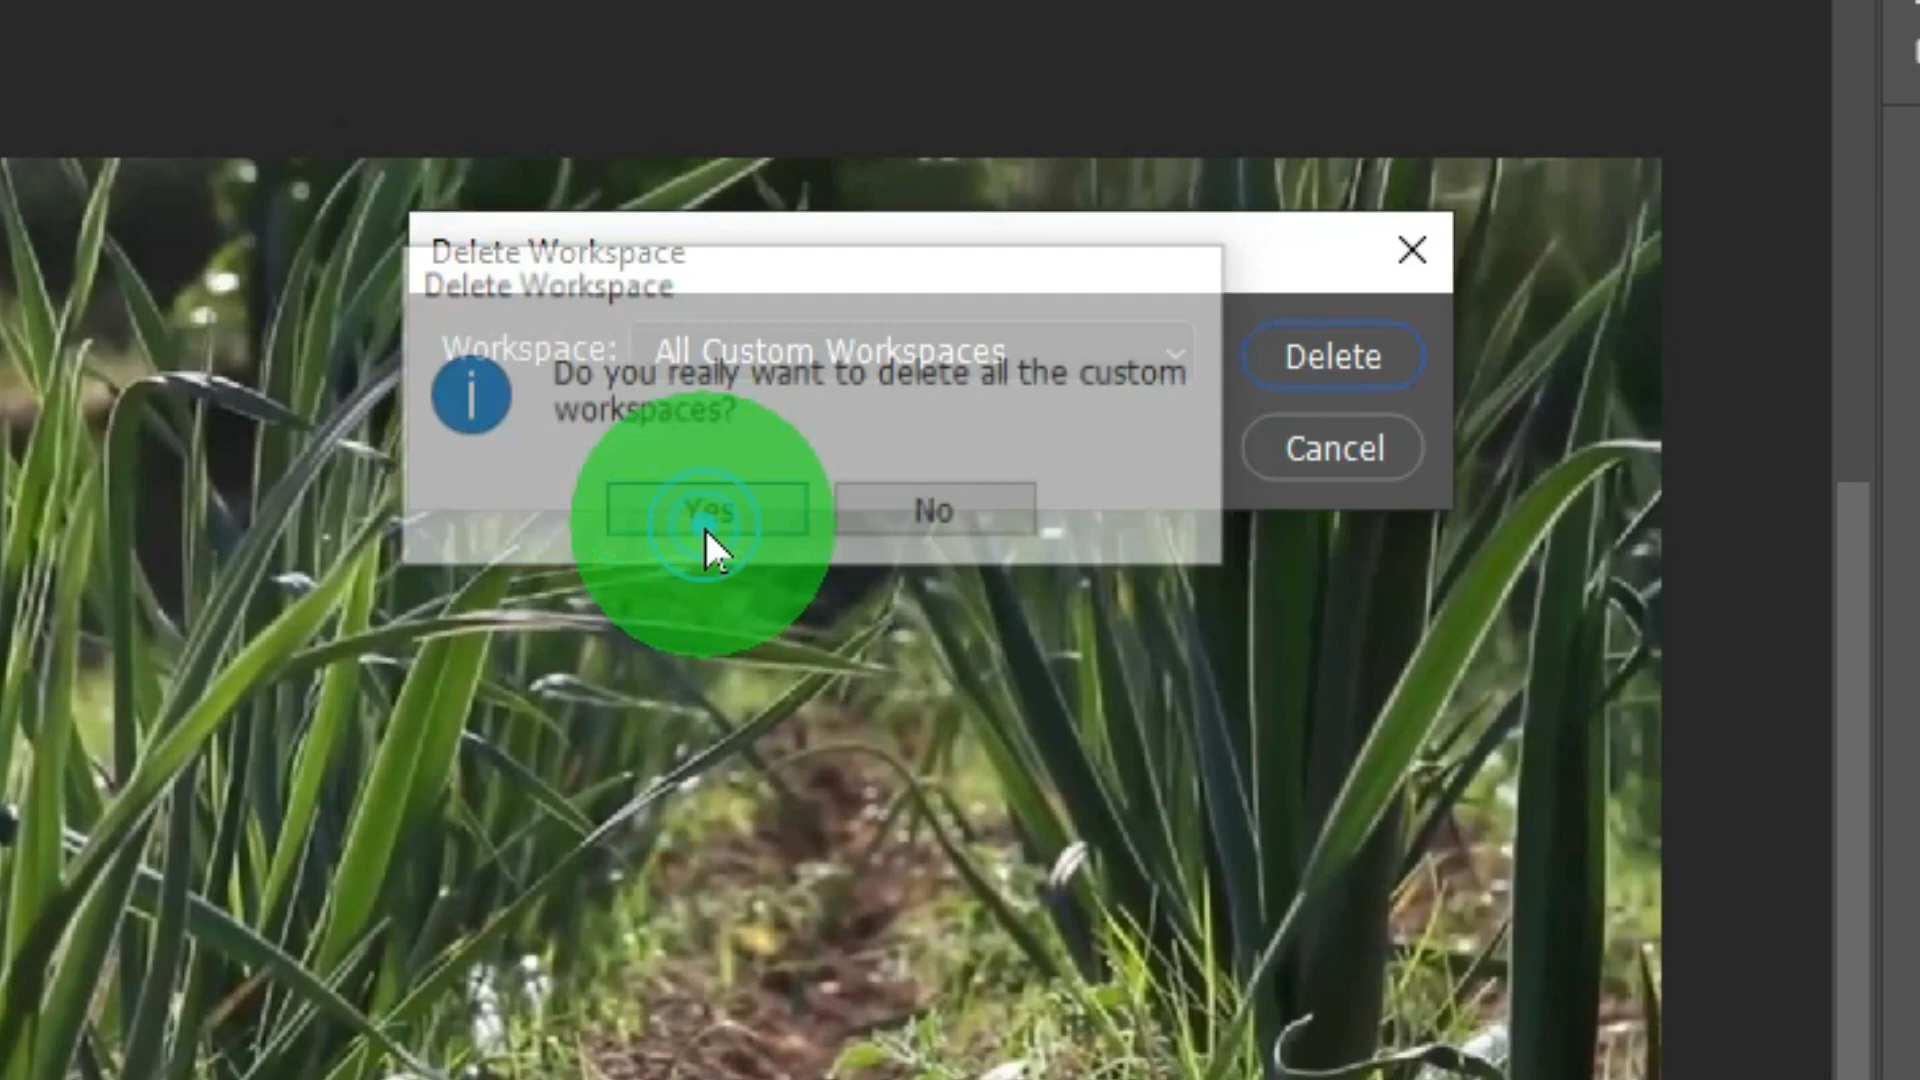 Delete Workspace
Delete Workspace
Workspace: All Custom Workspaces
Delete
Do you really want to delete all the custom
workspaces?
Cancel
Yes No